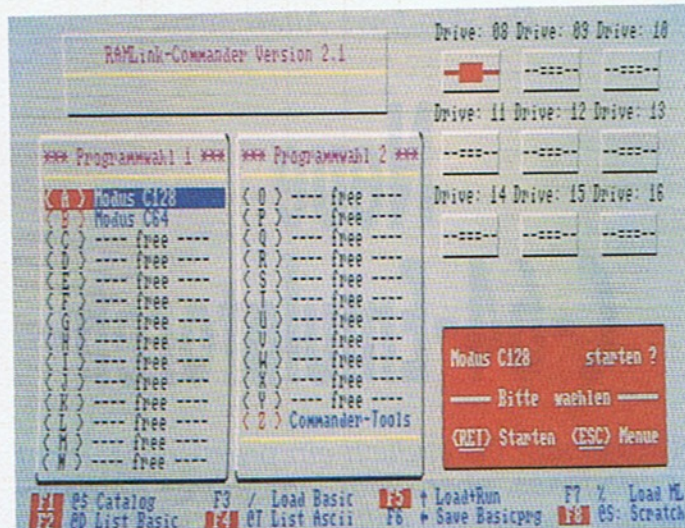 RAMLink-Commander Version 2.1
Drive: 08 Drive: 09 Drive: 10
--===-- --===--
Drive: 11 Drive: 12 Drive: 13
--===-- --===-- --===--
Drive: 14 Drive: 15 Drive: 16
--===-- --===-- --===--
*** Programmwahl 1 ***
< A > Modus C128
< B > Modus C64
< C > ---- free ----
< D > ---- free ----
< E > ---- free ----
< F > ---- free ----
< G > ---- free ----
< H > ---- free ----
< I > ---- free ----
< J > ---- free ----
< K > ---- free ----
< L > ---- free ----
< M > ---- free ----
< N > ---- free ----
*** Programmwahl 2 ***
< O > ---- free ----
< P > ---- free ----
< Q > ---- free ----
< R > ---- free ----
< S > ---- free ----
< T > ---- free ----
< U > ---- free ----
< V > ---- free ----
< W > ---- free ----
< X > ---- free ----
< Y > ---- free ----
< Z > Commander-Tools
Modus C128 starten ?
Bitte waehlen
<RET> Starten <ESC> Menue
F1 @$ Catalog F3 / Load Basic F5 ↑ Load+Run F7 % Load ML
F2 @D List Basic F4 @T List Ascii F6 ← Save Basicprg F8 @S: Scratch